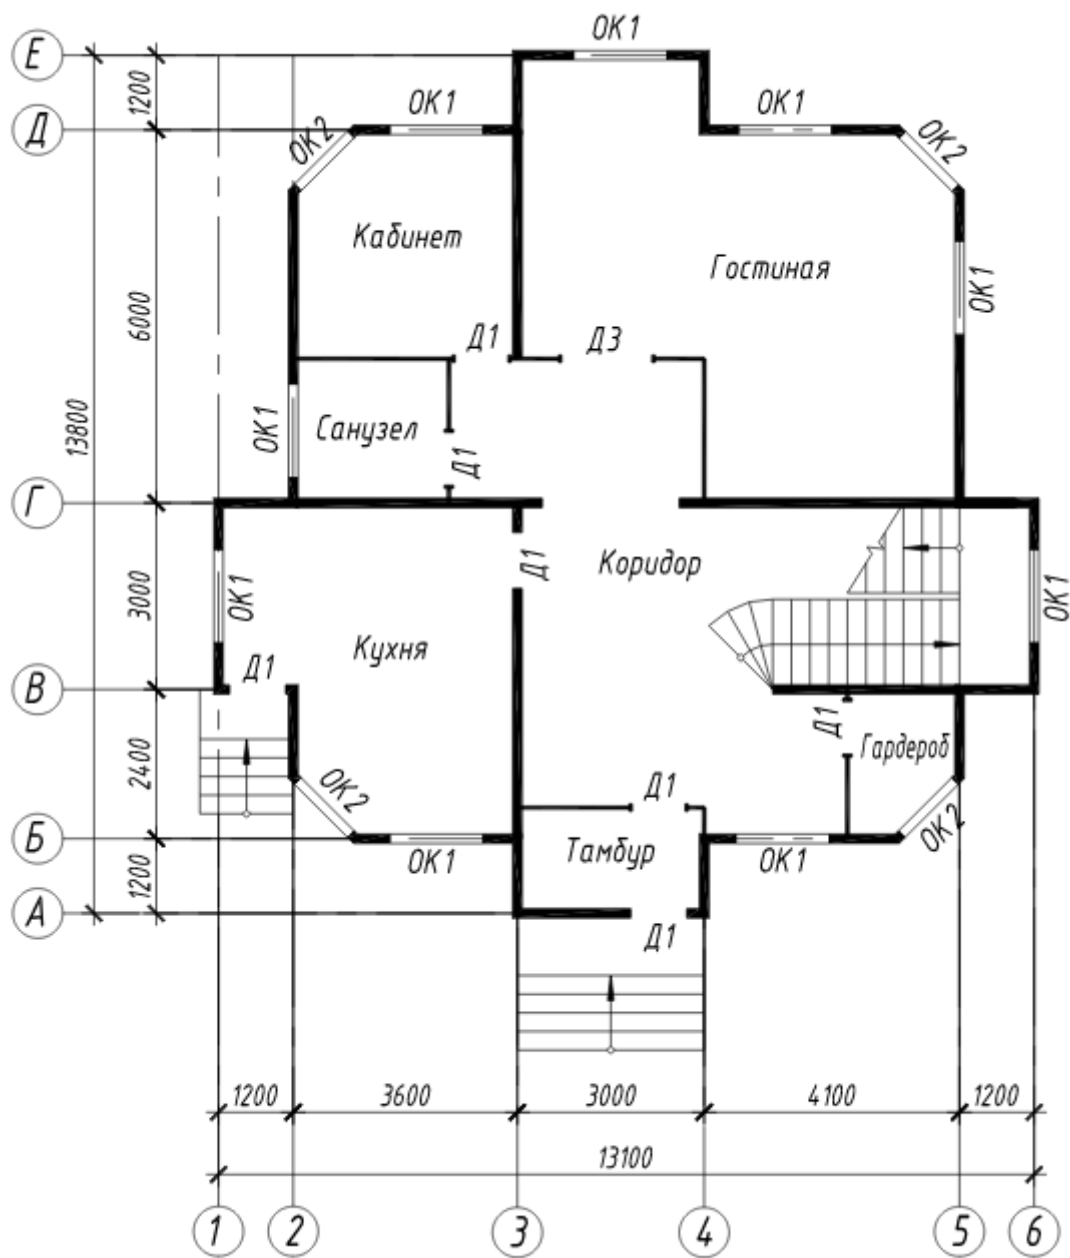 ОК1
Е
1200
ОК1
ОК1
Д
ОК2
ОК2
Кабинет
Гостиная
ОК1
6000
Д1
Д3
13800
ОК1
Санузел
Д1
Г
Коридор
Д1
3000
ОК1
ОК1
Кухня
Д1
В
Д1
Гардероб
2400
ОК2
Д1
ОК2
Б
Тамбур
ОК1
ОК1
1200
А
Д1
1200
3600
3000
4100
1200
13100
1
2
3
4
5
6